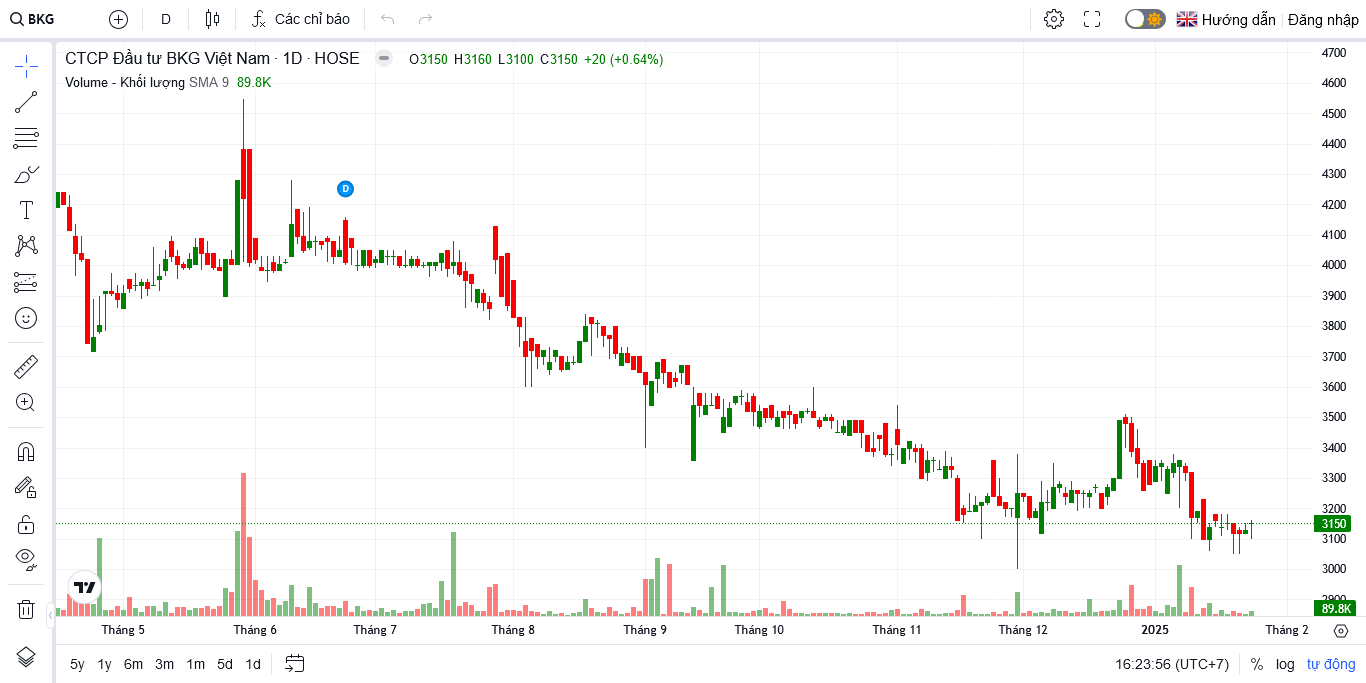 BKG D Các chỉ báo Hướng dẫn Đăng nhập
CTCP Đầu tư BKG Việt Nam · 1D · HOSE O3150 H3160 L3100 C3150 +20 (+0.64%)
Volume - Khối lượng SMA 9 89.8K
D
4700
4600
4500
4400
4300
4200
4100
4000
3900
3800
3700
3600
3500
3400
3300
3200
3150
3100
3000
2900
89.8K
Tháng 5 Tháng 6 Tháng 7 Tháng 8 Tháng 9 Tháng 10 Tháng 11 Tháng 12 2025 Tháng 2
5y 1y 6m 3m 1m 5d 1d 16:23:56 (UTC+7) % log tự động